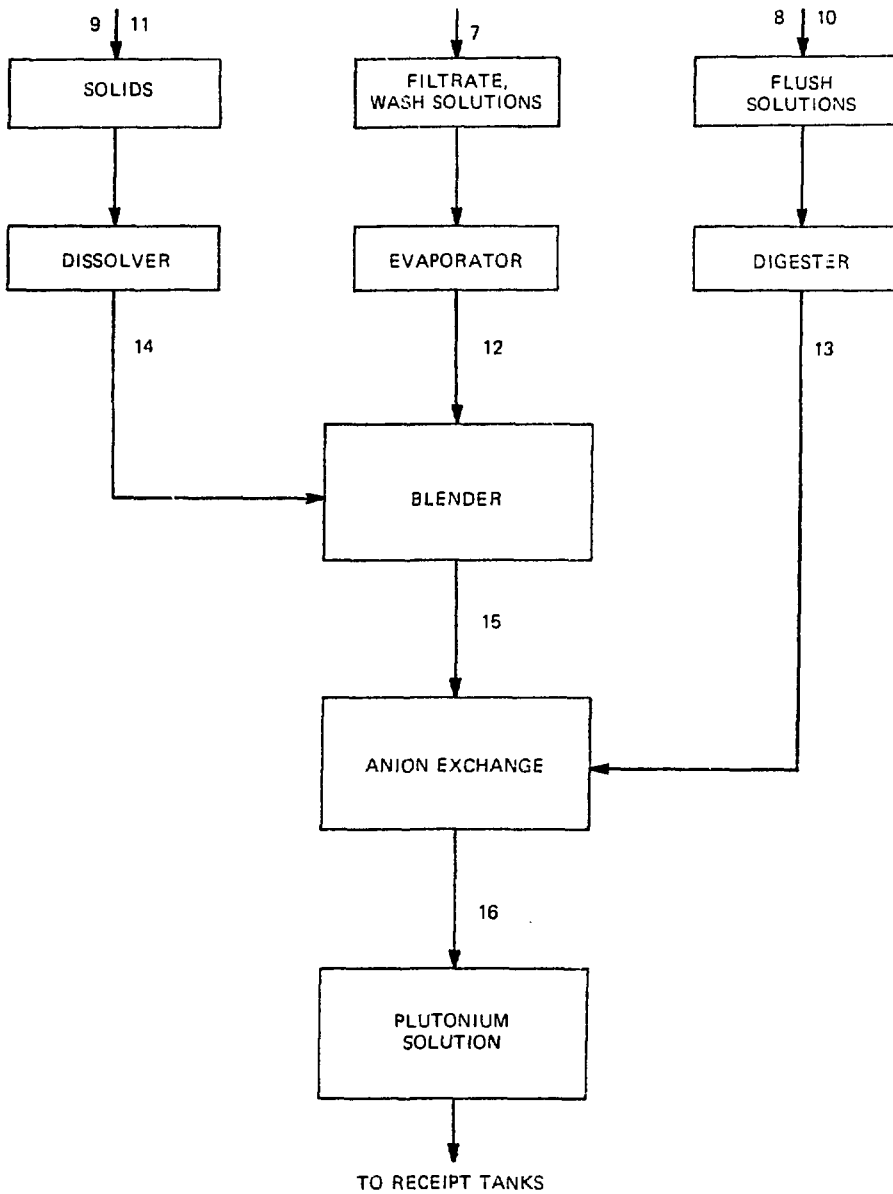 9 11
7
8 10
SOLIDS
FILTRATE,
WASH SOLUTIONS
FLUSH
SOLUTIONS
DISSOLVER
EVAPORATOR
DIGESTER
14
12
13
BLENDER
15
ANION EXCHANGE
16
PLUTONIUM
SOLUTION
TO RECEIPT TANKS